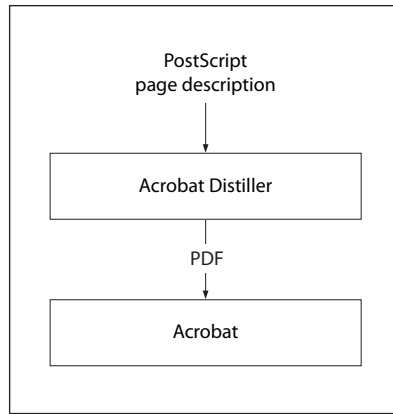 PostScript
page description
Acrobat Distiller
PDF
Acrobat